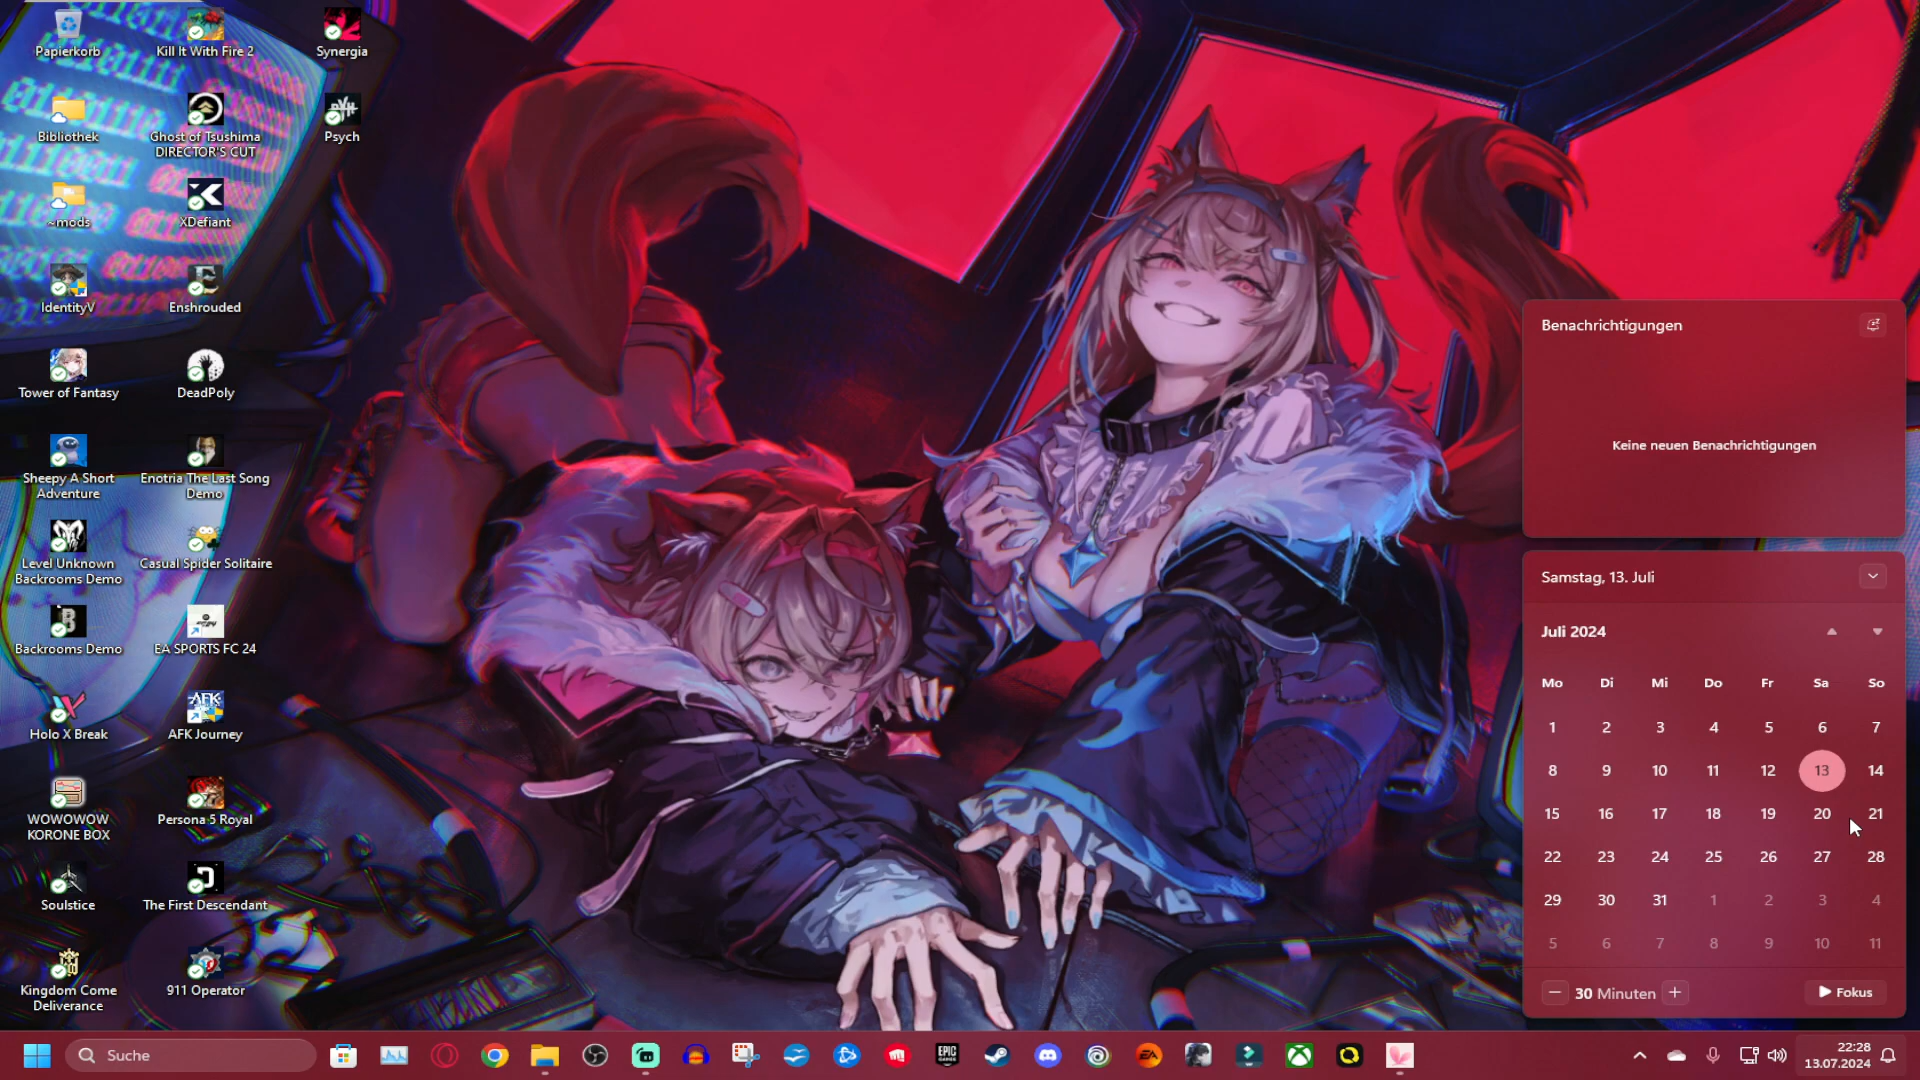 Papierkorb
Kill It With Fire 2
Synergia
Bibliothek
Ghost of Tsushima
DIRECTOR'S CUT
Psych
~mods
XDefiant
IdentityV
Enshrouded
Tower of Fantasy
DeadPoly
Sheepy A Short
Adventure
Enotria The Last Song
Demo
Level Unknown
Backrooms Demo
Casual Spider Solitaire
Backrooms Demo
EA SPORTS FC 24
Holo X Break
AFK
AFK Journey
WOWOWOW
KORONE BOX
Persona 5 Royal
Soulstice
The First Descendant
Kingdom Come
Deliverance
911 Operator
Benachrichtigungen
Keine neuen Benachrichtigungen
Samstag, 13. Juli
Juli 2024
Mo Di Mi Do Fr Sa So
1 2 3 4 5 6 7
8 9 10 11 12 13 14
15 16 17 18 19 20 21
22 23 24 25 26 27 28
29 30 31 1 2 3 4
5 6 7 8 9 10 11
30 Minuten
Fokus
Suche
EPIC
GAMES
EA
22:28
13.07.2024